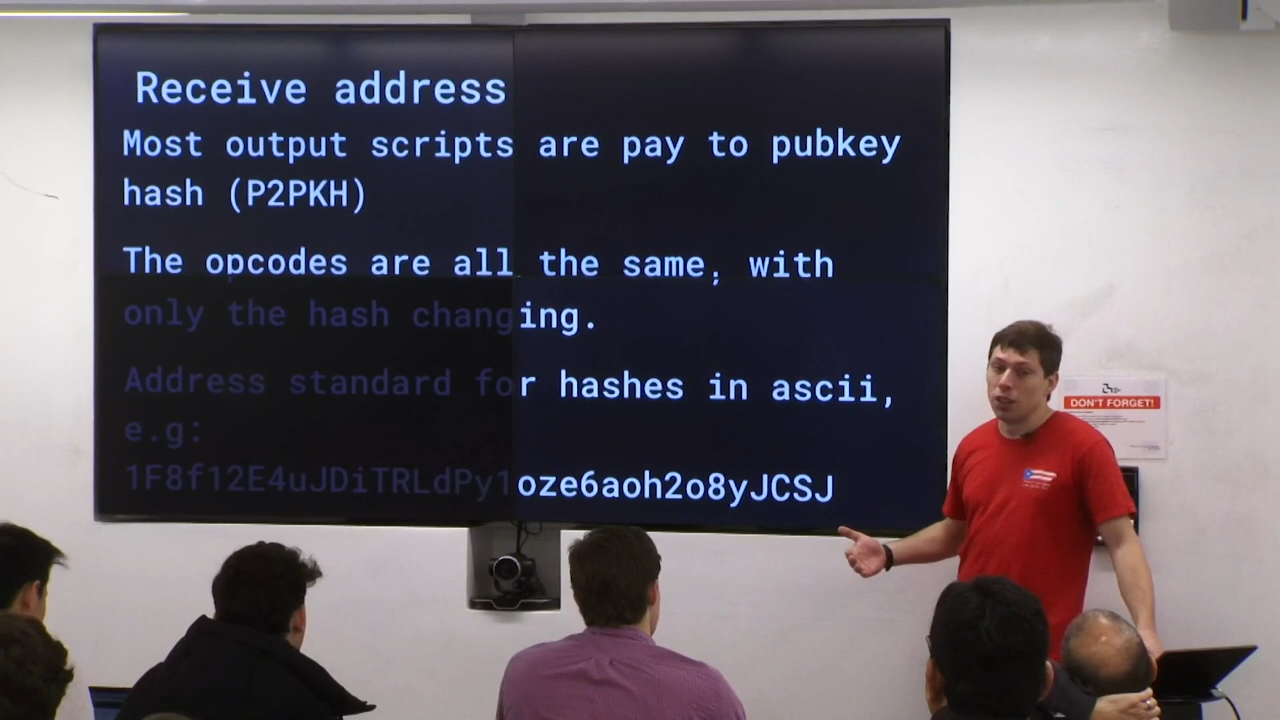 Receive address
Most output scripts are pay to pubkey
hash (P2PKH)
The opcodes are all the same, with
only the hash changing.
Address standard for hashes in ascii,
e.g:
1F8f12E4uJDiTRLdPy1oze6aoh2o8yJCSJ
DON'T FORGET!